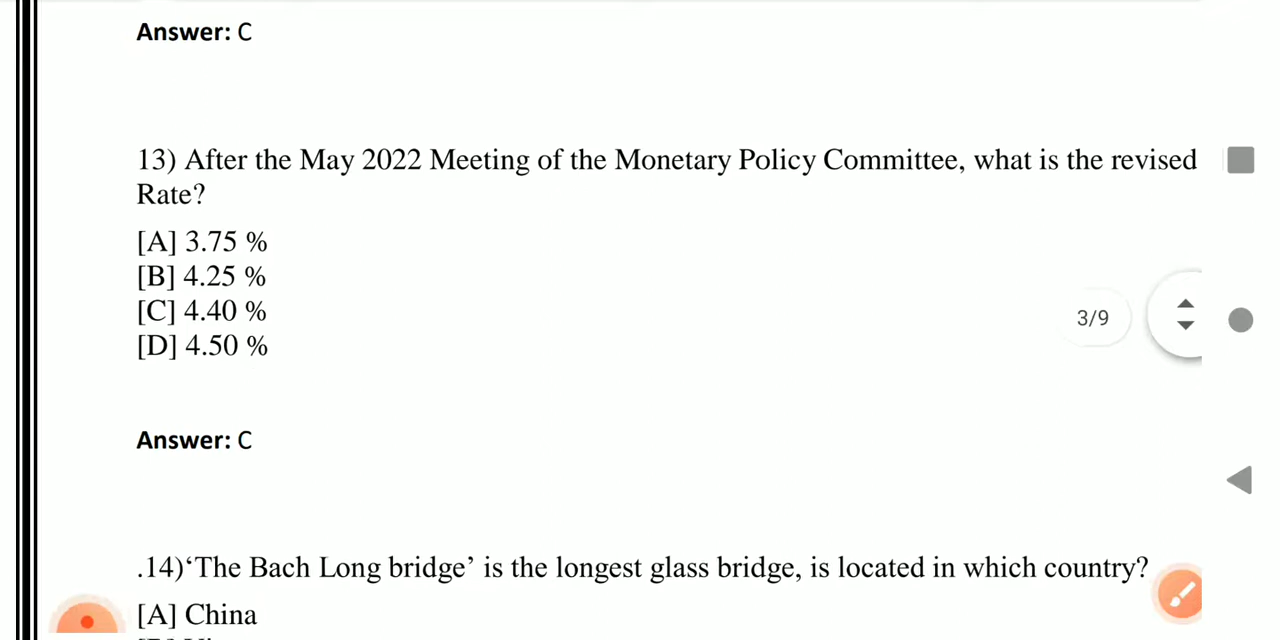 Answer: C
13) After the May 2022 Meeting of the Monetary Policy Committee, what is the revised
Rate?
[A] 3.75 %
[B] 4.25 %
[C] 4.40 %
[D] 4.50 %
3/9
Answer: C
.14)‘The Bach Long bridge’ is the longest glass bridge, is located in which country?
[A] China